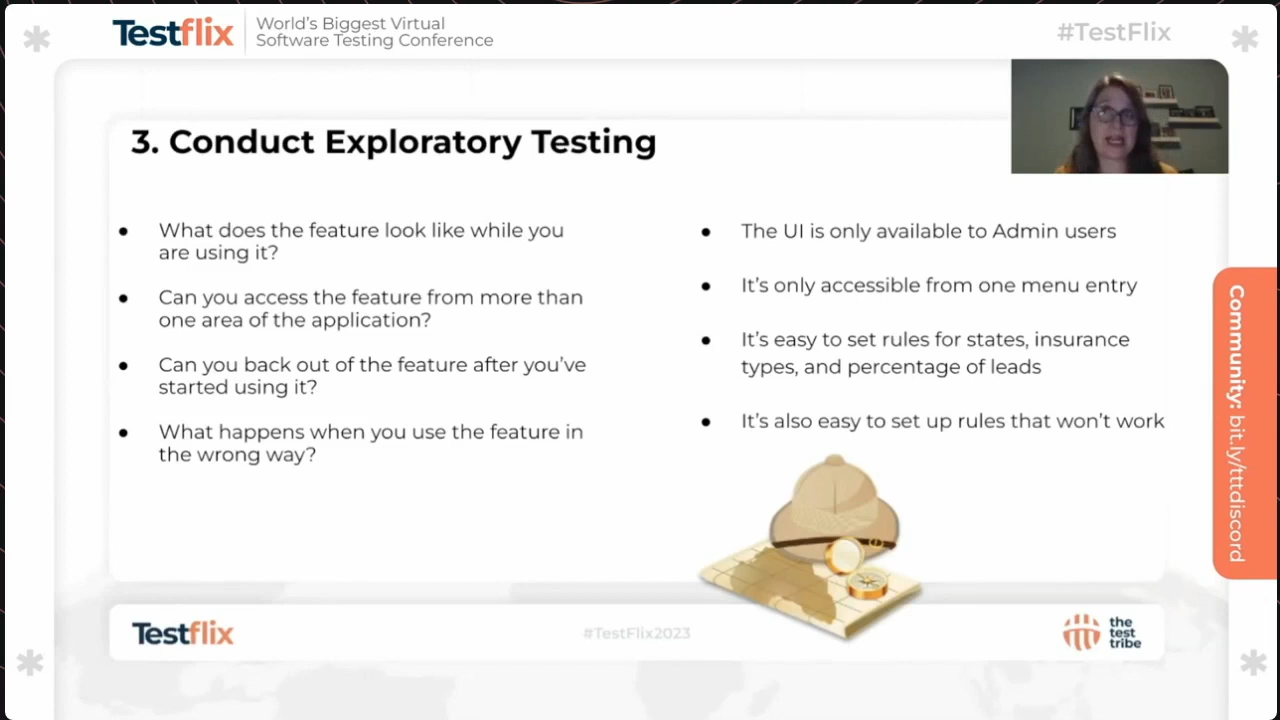 Testflix
World's Biggest Virtual
Software Testing Conference
#TestFlix
3. Conduct Exploratory Testing
What does the feature look like while you
are using it?
Can you access the feature from more than
one area of the application?
Can you back out of the feature after you've
started using it?
What happens when you use the feature in
the wrong way?
The UI is only available to Admin users
It's only accessible from one menu entry
It's easy to set rules for states, insurance
types, and percentage of leads
It's also easy to set up rules that won't work
Community: bit.ly/tttdiscord
Testflix
#TestFlix2023
the
test
tribe